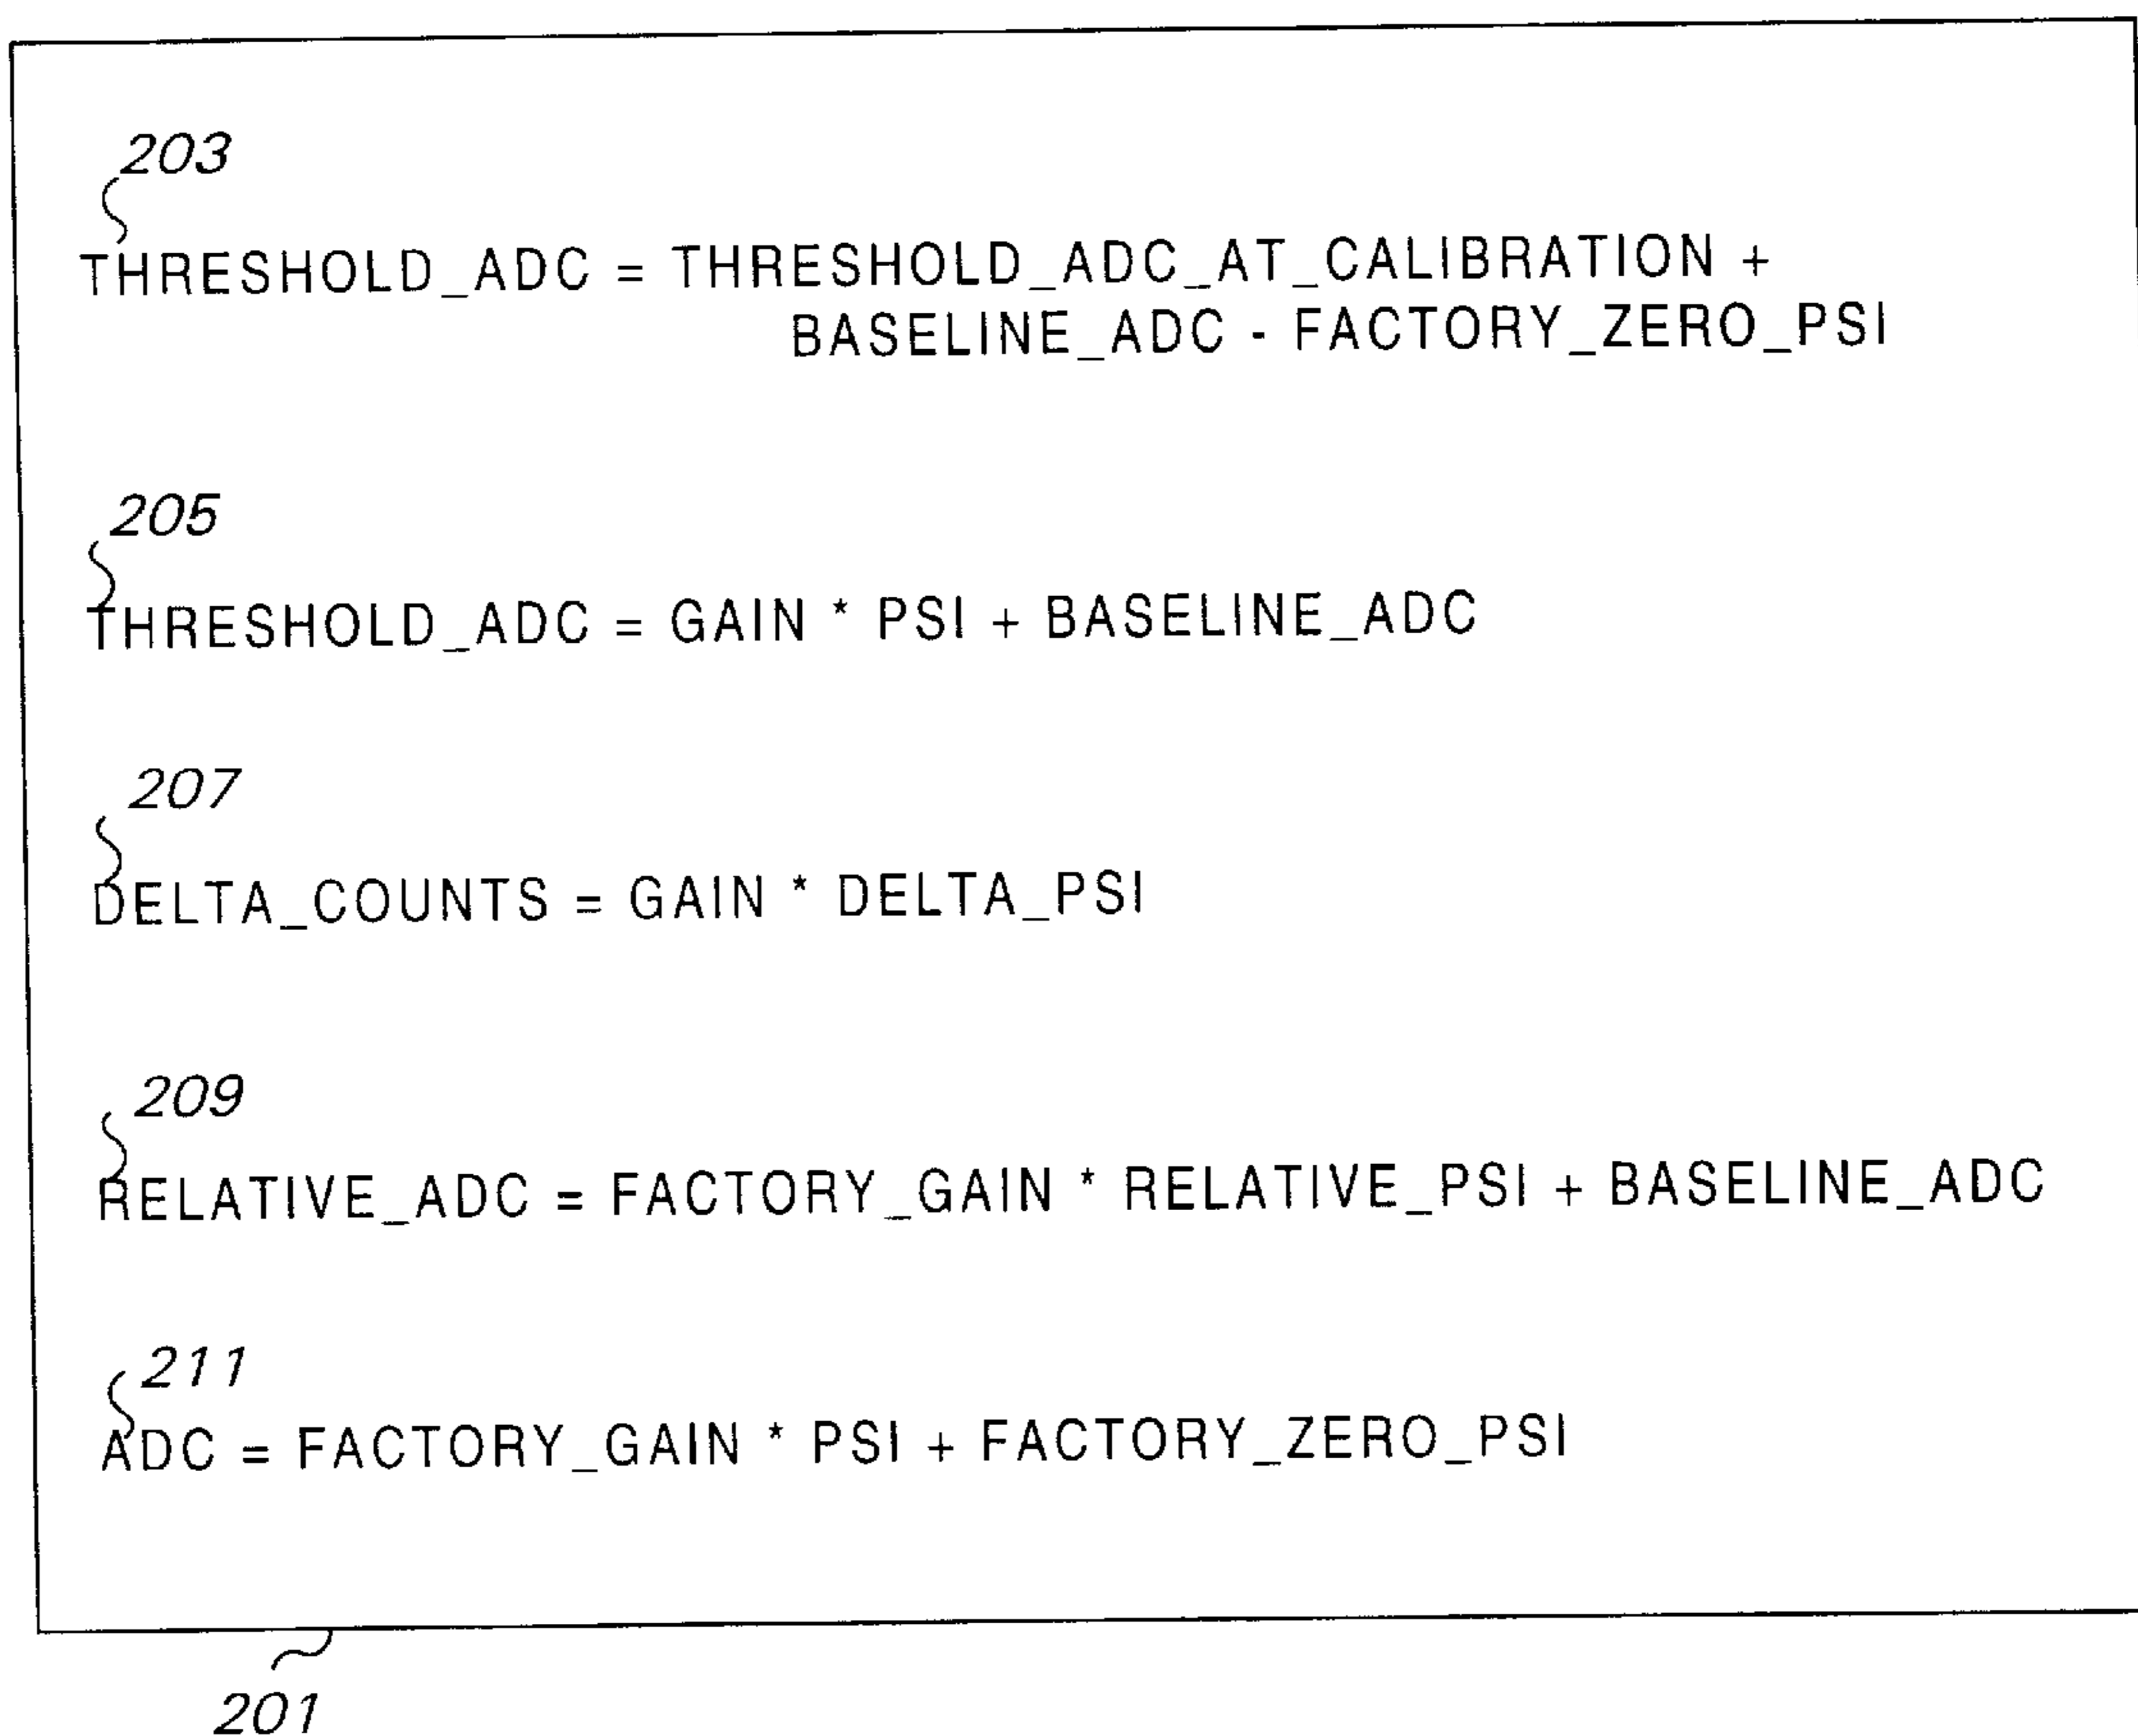 203
THRESHOLD_ADC = THRESHOLD_ADC_AT_CALIBRATION +
BASELINE_ADC - FACTORY_ZERO_PSI
205
THRESHOLD_ADC = GAIN * PSI + BASELINE_ADC
207
DELTA_COUNTS = GAIN * DELTA_PSI
209
RELATIVE_ADC = FACTORY_GAIN * RELATIVE_PSI + BASELINE_ADC
211
ADC = FACTORY_GAIN * PSI + FACTORY_ZERO_PSI
201